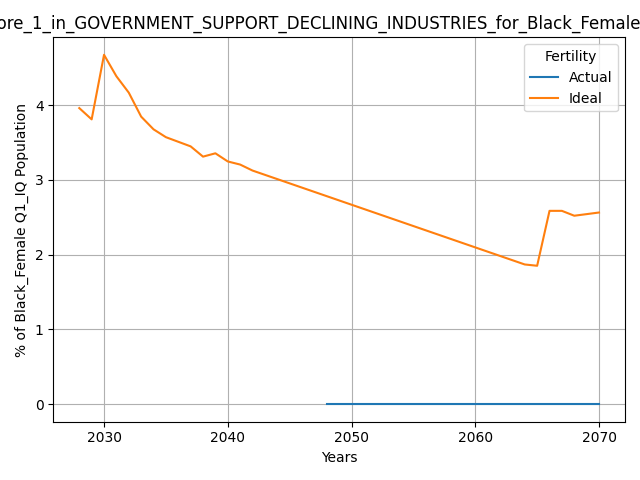 ore_1_in_GOVERNMENT_SUPPORT_DECLINING_INDUSTRIES_for_Black_Female
Fertility
Actual
Ideal
% of Black_Female Q1_IQ Population
4
3
2
1
0
2030 2040 2050 2060 2070
Years